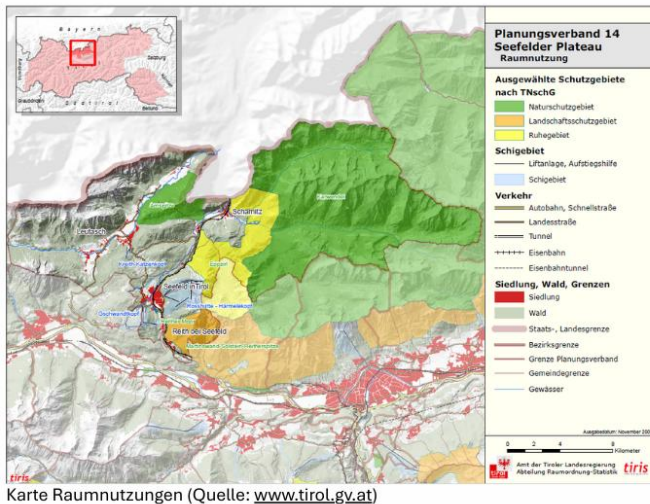 Planungsverband 14
Seefelder Plateau
Raumnutzung
Ausgewählte Schutzgebiete
nach TNschG
Naturschutzgebiet
Landschaftsschutzgebiet
Ruhegebiet
Schigebiet
Liftanlage, Aufstiegshilfe
Schigebiet
Verkehr
Autobahn, Schnellstraße
Landesstraße
Tunnel
Eisenbahn
Eisenbahntunnel
Siedlung, Wald, Grenzen
Siedlung
Wald
Staats-, Landesgrenze
Bezirksgrenze
Grenze Planungsverband
Gemeindegrenze
Gewässer
Kilometer
Amt der Tiroler Landesregierung
Abteilung Raumordnung-Statistik
tiris
Bayern
Salzburg
Südtirol
Graubünden
Scharnitz
Leutasch
Seefeld in Tirol
Gschwandtkopf
Reith bei Seefeld
tiris
Karte Raumnutzungen (Quelle: www.tirol.gv.at)